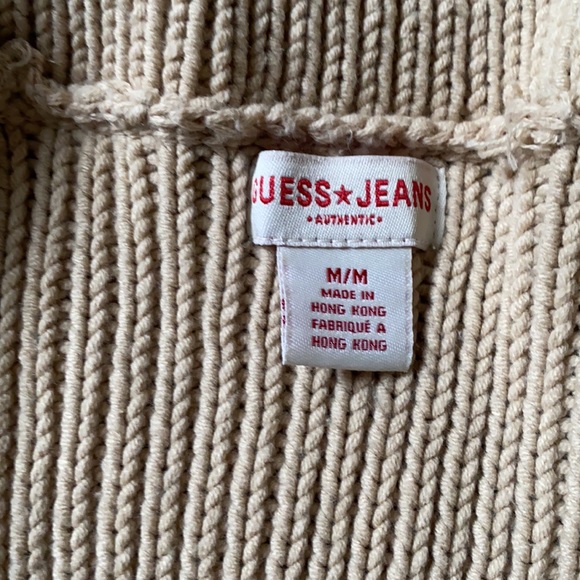 GUESS★JEANS
•AUTHENTIC•
M/M
MADE IN
HONG KONG
FABRIQUÉ À
HONG KONG